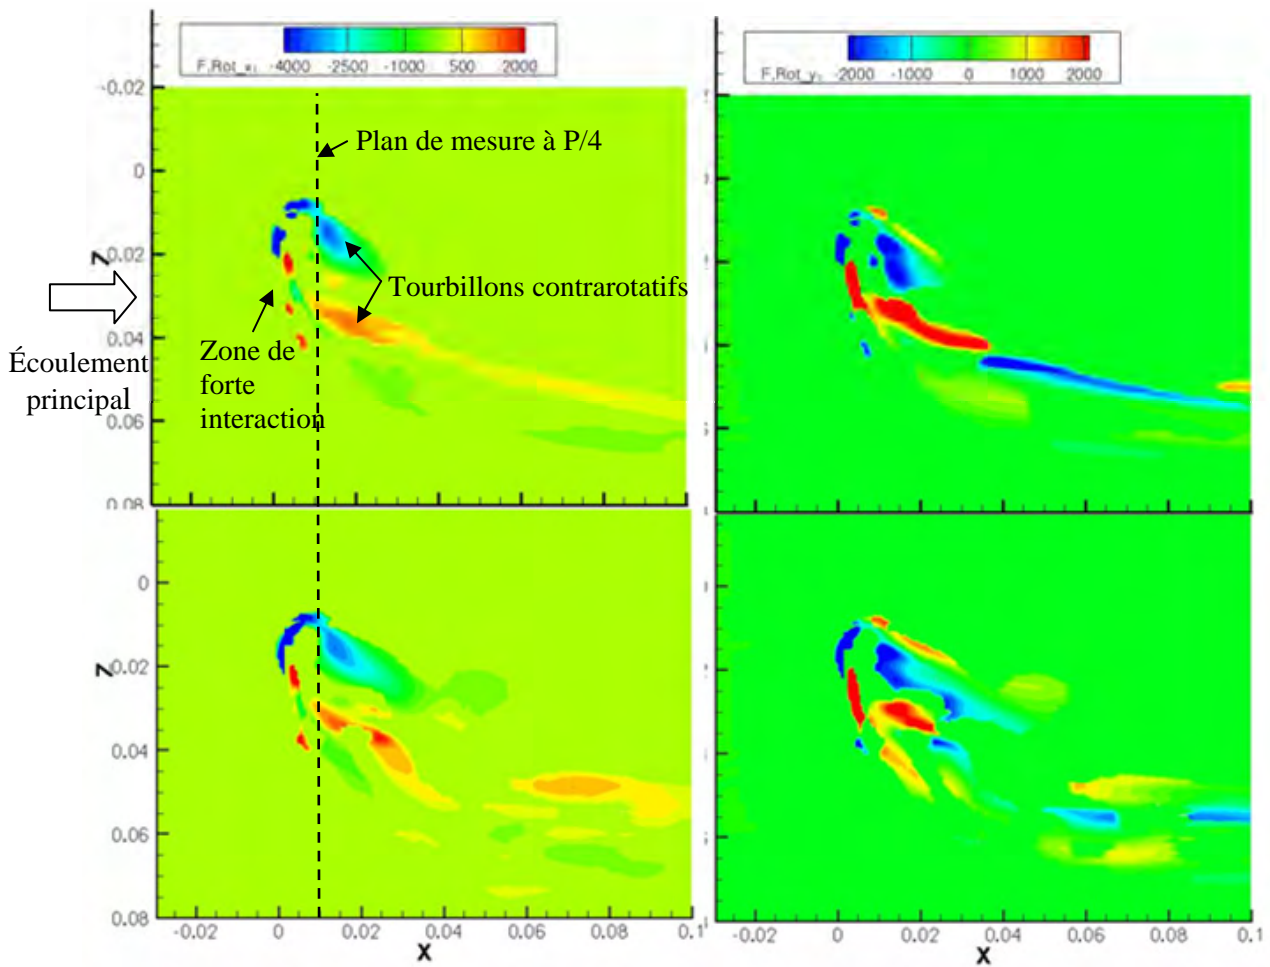 F.Rot_x₁ -4000 -2500 -1000 500 2000
F.Rot_y₁ -2000 -1000 0 1000 2000
-0.02
Plan de mesure à P/4
0
Z 0.02
Tourbillons contrarotatifs
0.04
Écoulement
principal
Zone de
forte
interaction
0.06
0.08
0
Z 0.02
0.04
0.06
0.08
-0.02 0 0.02 0.04 0.06 0.08 0.1
X
-0.02 0 0.02 0.04 0.06 0.08 0.1
X